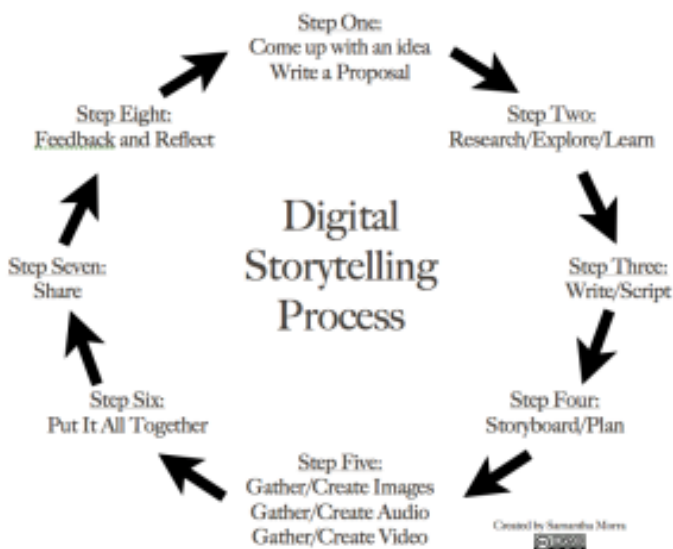 Step One:
Come up with an idea
Write a Proposal
Step Two:
Research/Explore/Learn
Step Three:
Write/Script
Step Four:
Storyboard/Plan
Step Five:
Gather/Create Images
Gather/Create Audio
Gather/Create Video
Step Six:
Put It All Together
Step Seven:
Share
Step Eight:
Feedback and Reflect
Digital
Storytelling
Process
Created by Samantha Morra